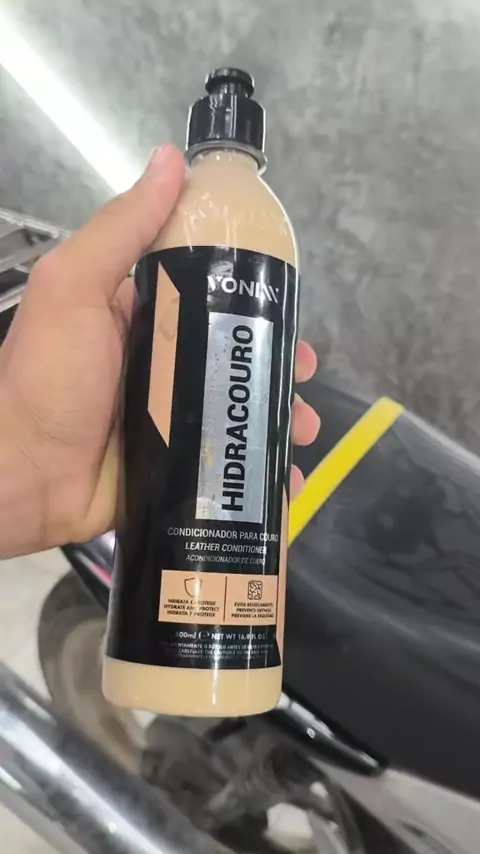 VONIXX
HIDRACOURO
CONDICIONADOR PARA COURO
LEATHER CONDITIONER
ACONDICIONADOR DE CUERO
HIDRATA E PROTEGE
HYDRATE AND PROTECT
HIDRATA Y PROTEGE
EVITA RESSECAMENTO
PREVENTS DRYNESS
PREVIENE LA SEQUEDAD
500ml ℮ NET WT 16.9FL OZ